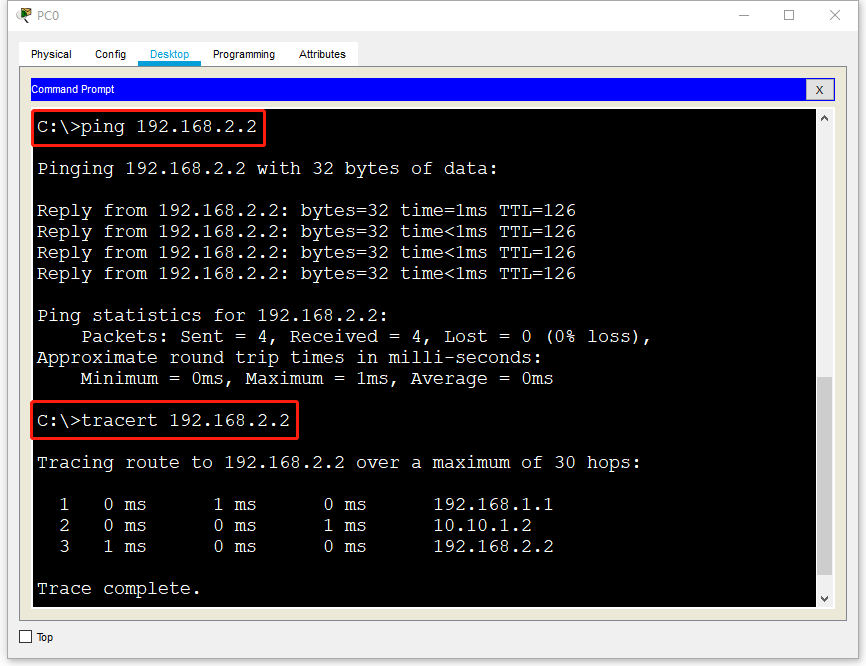 PC0
Physical Config Desktop Programming Attributes
Command Prompt X
C:\>ping 192.168.2.2
Pinging 192.168.2.2 with 32 bytes of data:
Reply from 192.168.2.2: bytes=32 time=1ms TTL=126
Reply from 192.168.2.2: bytes=32 time<1ms TTL=126
Reply from 192.168.2.2: bytes=32 time<1ms TTL=126
Reply from 192.168.2.2: bytes=32 time<1ms TTL=126
Ping statistics for 192.168.2.2:
    Packets: Sent = 4, Received = 4, Lost = 0 (0% loss),
Approximate round trip times in milli-seconds:
    Minimum = 0ms, Maximum = 1ms, Average = 0ms
C:\>tracert 192.168.2.2
Tracing route to 192.168.2.2 over a maximum of 30 hops:
  1   0 ms      1 ms      0 ms      192.168.1.1
  2   0 ms      0 ms      1 ms      10.10.1.2
  3   1 ms      0 ms      0 ms      192.168.2.2
Trace complete.
Top